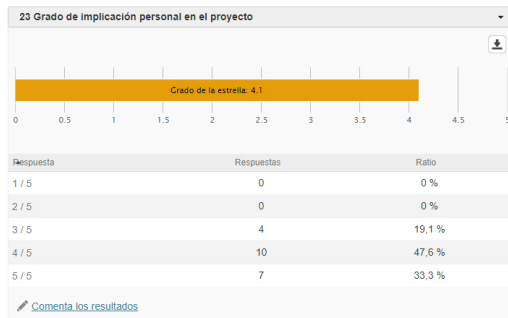 23 Grado de implicación personal en el proyecto
Grado de la estrella: 4.1
0 0.5 1 1.5 2 2.5 3 3.5 4 4.5 5
Respuesta Respuestas Ratio
1 / 5 0 0 %
2 / 5 0 0 %
3 / 5 4 19,1 %
4 / 5 10 47,6 %
5 / 5 7 33,3 %
Comenta los resultados